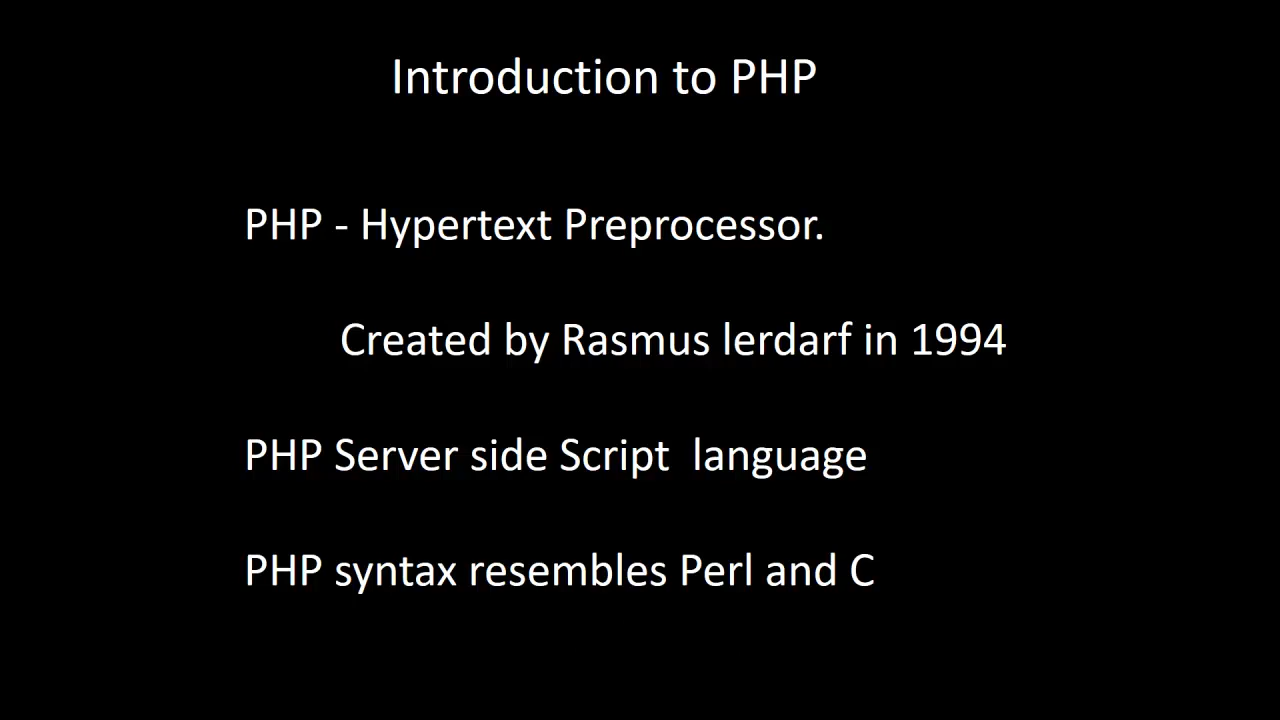 Introduction to PHP
PHP - Hypertext Preprocessor.
Created by Rasmus lerdarf in 1994
PHP Server side Script  language
PHP syntax resembles Perl and C